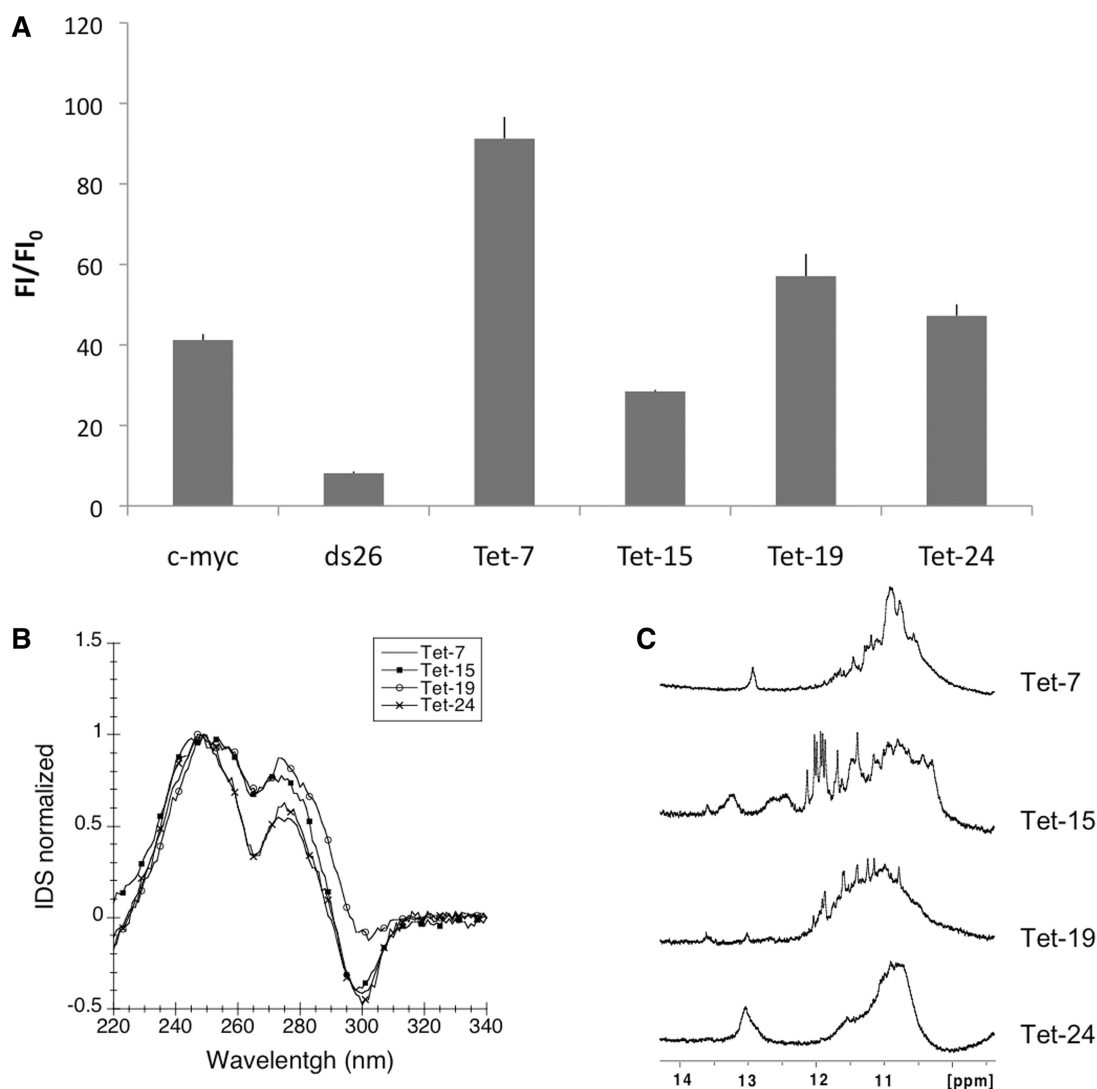 A
120
100
80
60
40
20
0
FI/FI0
c-myc ds26 Tet-7 Tet-15 Tet-19 Tet-24
B
1.5
1
0.5
0
-0.5
IDS normalized
Tet-7
Tet-15
Tet-19
Tet-24
220 240 260 280 300 320 340
Wavelentgh (nm)
C
Tet-7
Tet-15
Tet-19
Tet-24
14 13 12 11 [ppm]